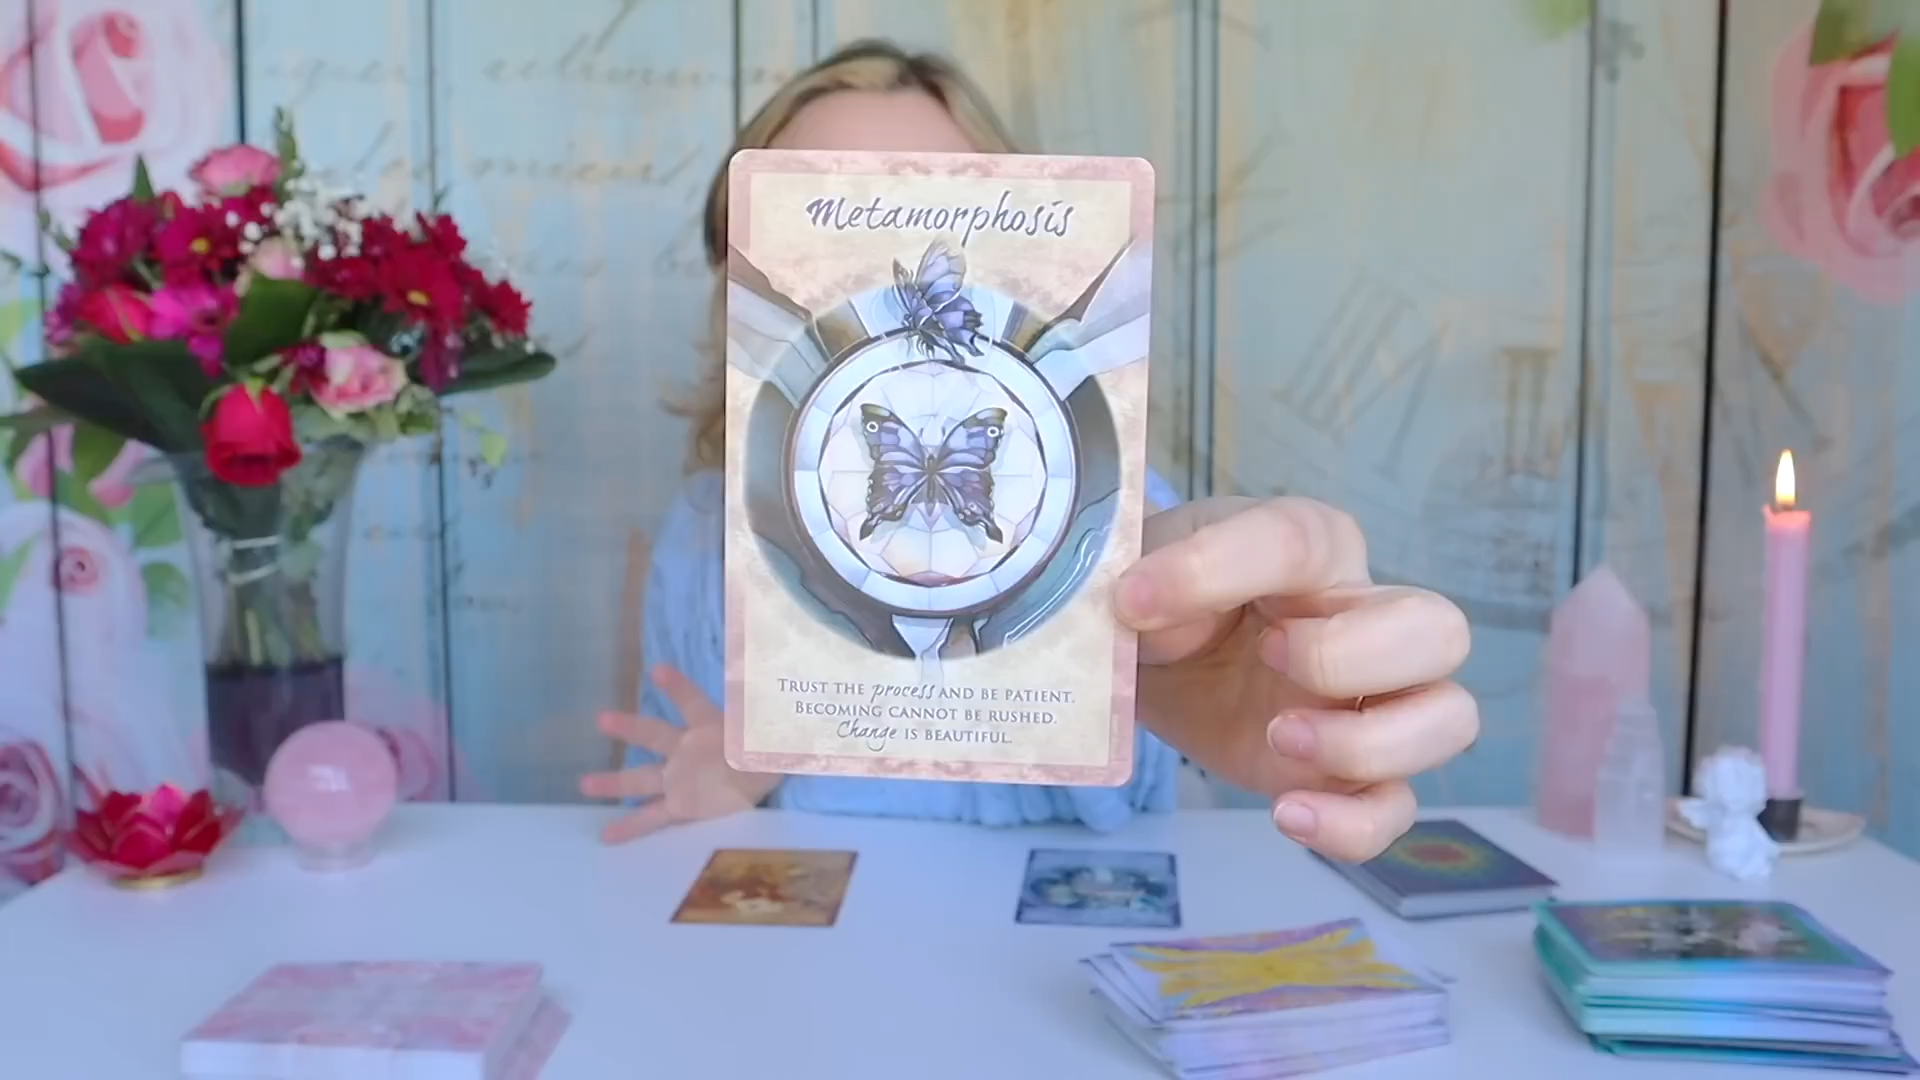 Metamorphosis
TRUST THE process AND BE PATIENT.
BECOMING CANNOT BE RUSHED.
Change IS BEAUTIFUL.